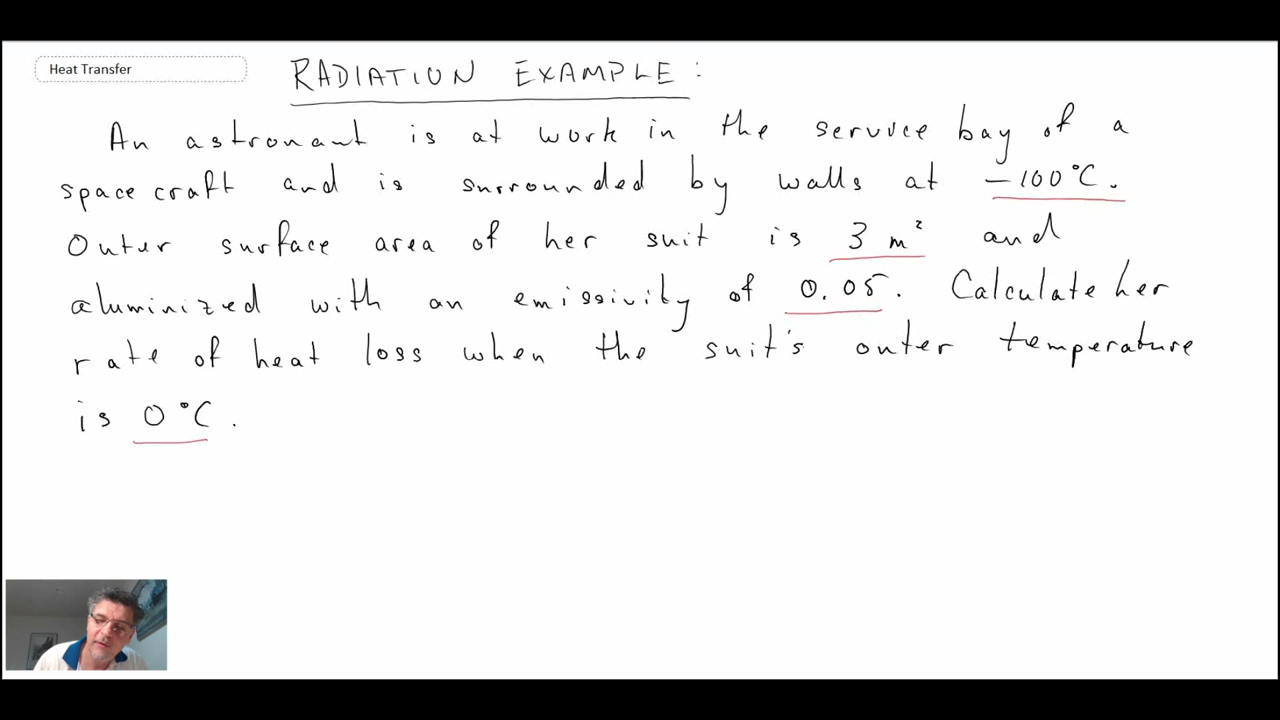 Heat Transfer
RADIATION EXAMPLE:
An astronaut is at work in the service bay of a
space craft and is surrounded by walls at -100°C.
Outer surface area of her suit is 3 m² and
aluminized with an emissivity of 0.05. Calculate her
rate of heat loss when the suit's outer temperature
is 0°C.